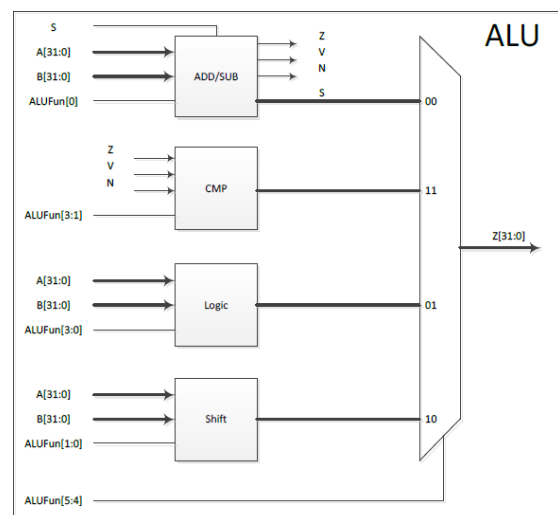 ALU
S
A[31:0]
B[31:0]
ALUFun[0]
ADD/SUB
Z
V
N
S
00
Z
V
N
ALUFun[3:1]
CMP
11
Z[31:0]
A[31:0]
B[31:0]
ALUFun[3:0]
Logic
01
A[31:0]
B[31:0]
ALUFun[1:0]
Shift
10
ALUFun[5:4]